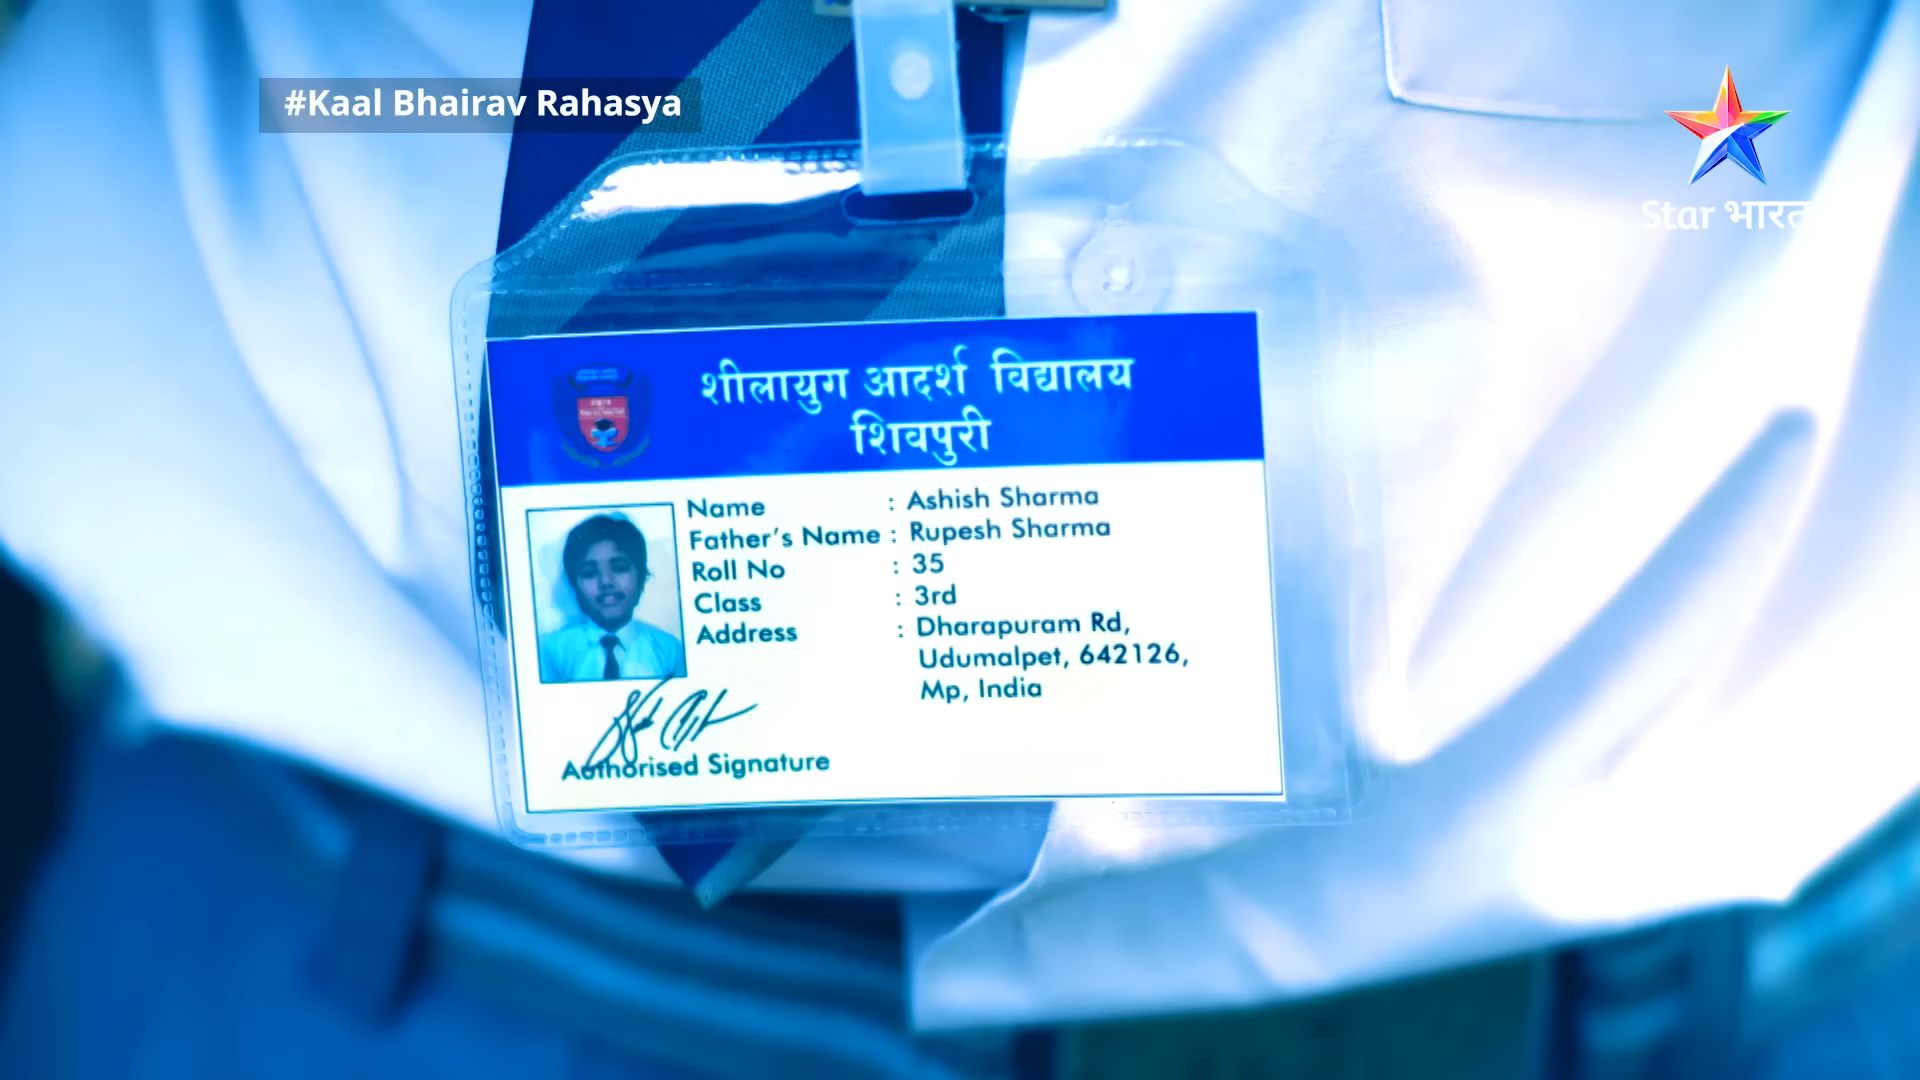 #Kaal Bhairav Rahasya
Star भारत
शीलायुग आदर्श विद्यालय
शिवपुरी
Name : Ashish Sharma
Father's Name : Rupesh Sharma
Roll No : 35
Class : 3rd
Address : Dharapuram Rd,
Udumalpet, 642126,
Mp, India
Authorised Signature